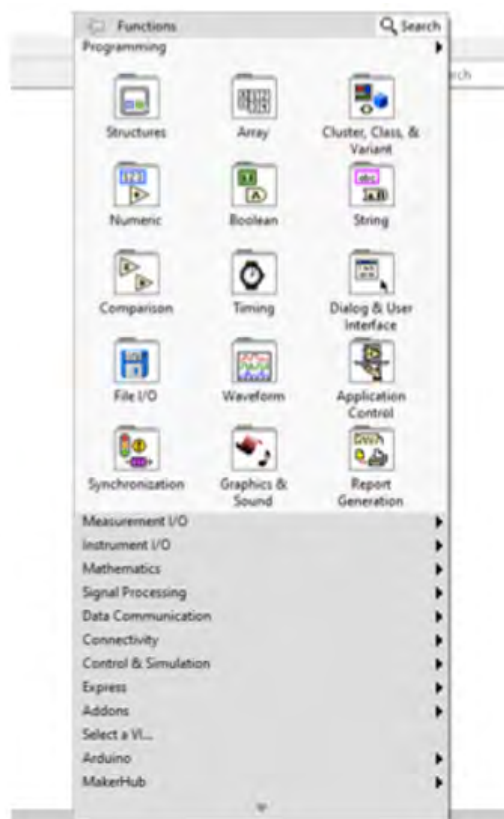 Functions Search
Programming
rch
Structures Array Cluster, Class, &
Variant
Numeric Boolean String
Comparison Timing Dialog & User
Interface
File I/O Waveform Application
Control
Synchronization Graphics & Report
Sound Generation
Measurement I/O
Instrument I/O
Mathematics
Signal Processing
Data Communication
Connectivity
Control & Simulation
Express
Addons
Select a VI...
Arduino
MakerHub